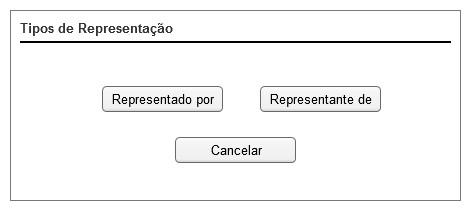 Tipos de Representação
Representado por
Representante de
Cancelar